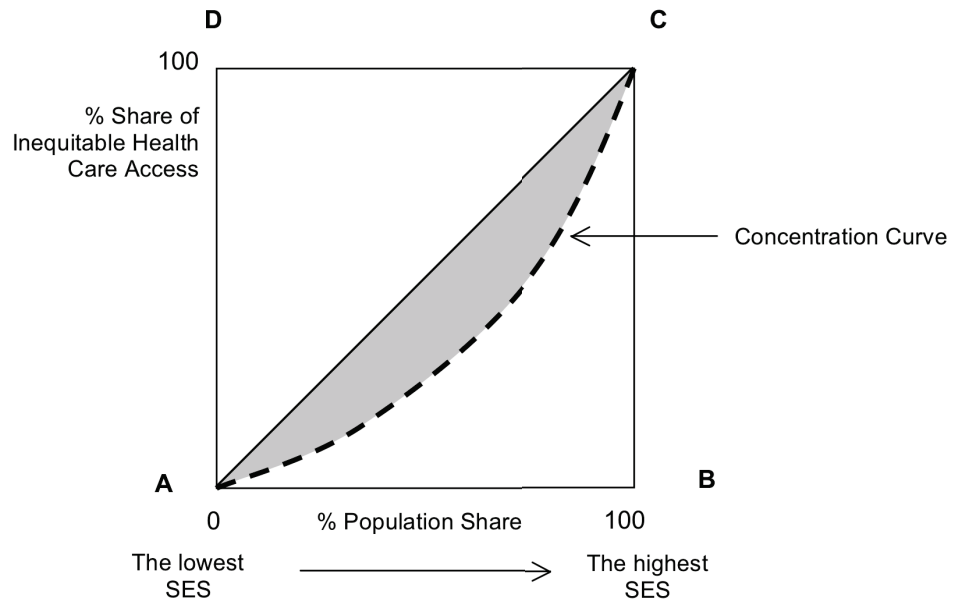 D
C
100
% Share of
Inequitable Health
Care Access
Concentration Curve
A
B
0
% Population Share
100
The lowest
SES
The highest
SES